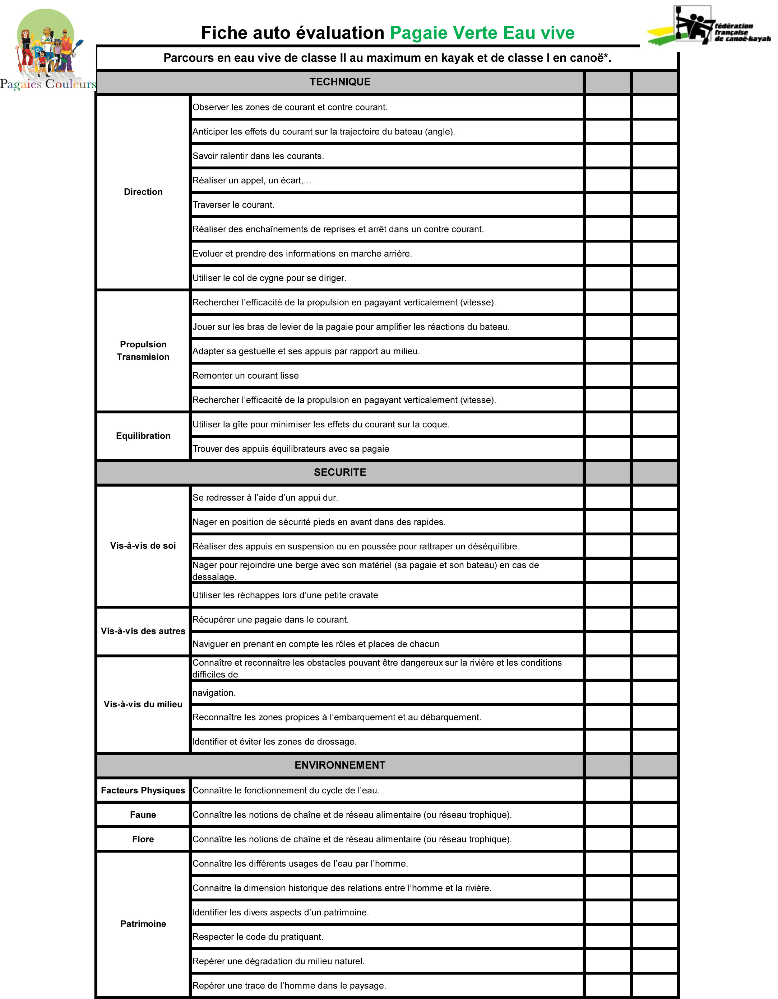 Fiche auto évaluation Pagaie Verte Eau vive
fédération
française
de canoë-kayak
Pagaies Couleurs
Parcours en eau vive de classe II au maximum en kayak et de classe I en canoë*.
TECHNIQUE
Direction
Observer les zones de courant et contre courant.
Anticiper les effets du courant sur la trajectoire du bateau (angle).
Savoir ralentir dans les courants.
Réaliser un appel, un écart,…
Traverser le courant.
Réaliser des enchaînements de reprises et arrêt dans un contre courant.
Evoluer et prendre des informations en marche arrière.
Utiliser le col de cygne pour se diriger.
Propulsion
Transmision
Rechercher l’efficacité de la propulsion en pagayant verticalement (vitesse).
Jouer sur les bras de levier de la pagaie pour amplifier les réactions du bateau.
Adapter sa gestuelle et ses appuis par rapport au milieu.
Remonter un courant lisse
Rechercher l’efficacité de la propulsion en pagayant verticalement (vitesse).
Equilibration
Utiliser la gîte pour minimiser les effets du courant sur la coque.
Trouver des appuis équilibrateurs avec sa pagaie
SECURITE
Vis-à-vis de soi
Se redresser à l’aide d’un appui dur.
Nager en position de sécurité pieds en avant dans des rapides.
Réaliser des appuis en suspension ou en poussée pour rattraper un déséquilibre.
Nager pour rejoindre une berge avec son matériel (sa pagaie et son bateau) en cas de
dessalage.
Utiliser les réchappes lors d’une petite cravate
Vis-à-vis des autres
Récupérer une pagaie dans le courant.
Naviguer en prenant en compte les rôles et places de chacun
Vis-à-vis du milieu
Connaître et reconnaître les obstacles pouvant être dangereux sur la rivière et les conditions
difficiles de
navigation.
Reconnaître les zones propices à l’embarquement et au débarquement.
Identifier et éviter les zones de drossage.
ENVIRONNEMENT
Facteurs Physiques
Connaître le fonctionnement du cycle de l’eau.
Faune
Connaître les notions de chaîne et de réseau alimentaire (ou réseau trophique).
Flore
Connaître les notions de chaîne et de réseau alimentaire (ou réseau trophique).
Patrimoine
Connaître les différents usages de l’eau par l’homme.
Connaitre la dimension historique des relations entre l’homme et la rivière.
Identifier les divers aspects d’un patrimoine.
Respecter le code du pratiquant.
Repérer une dégradation du milieu naturel.
Repérer une trace de l’homme dans le paysage.